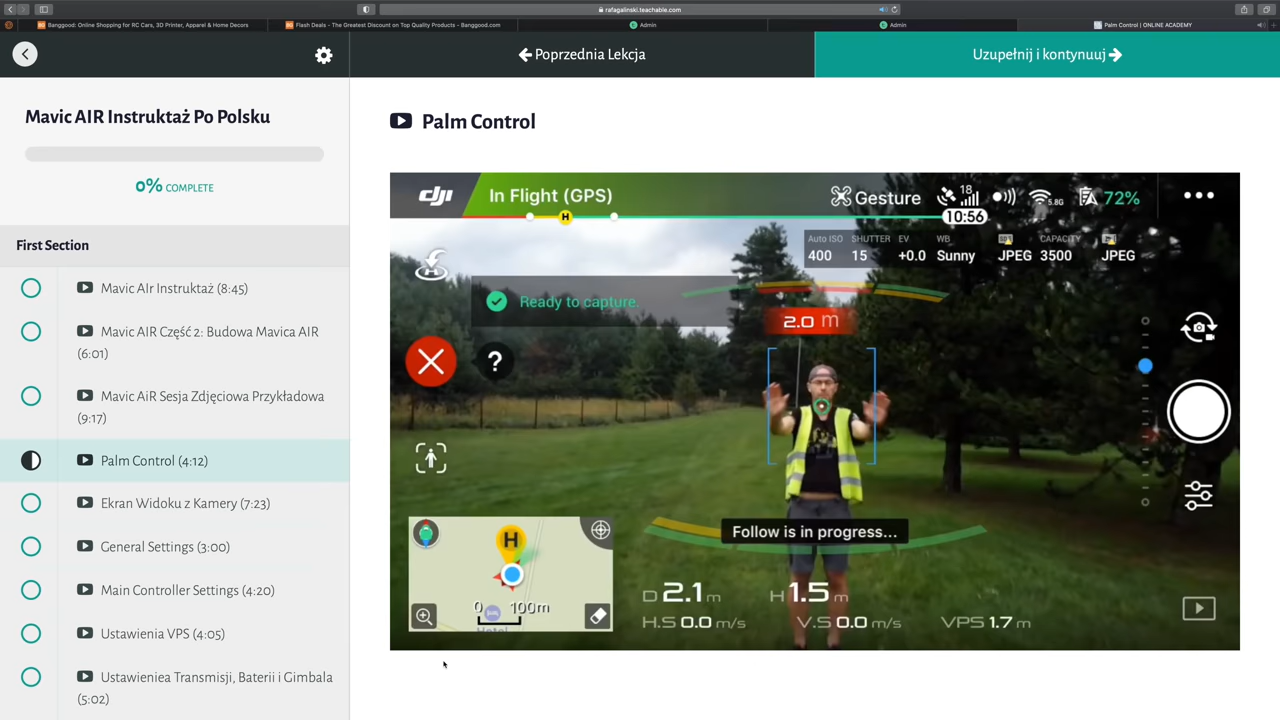 rafagalinski.teachable.com
Banggood: Online Shopping for RC Cars, 3D Printer, Apparel & Home Decors
Flash Deals - The Greatest Discount on Top Quality Products - Banggood.com
Admin
Admin
Palm Control | ONLINE ACADEMY
Poprzednia Lekcja
Uzupełnij i kontynuuj
Mavic AIR Instruktaż Po Polsku
0% COMPLETE
First Section
Mavic AIr Instruktaż (8:45)
Mavic AIR Część 2: Budowa Mavica AIR
(6:01)
Mavic AiR Sesja Zdjęciowa Przykładowa
(9:17)
Palm Control (4:12)
Ekran Widoku z Kamery (7:23)
General Settings (3:00)
Main Controller Settings (4:20)
Ustawienia VPS (4:05)
Ustawieniea Transmisji, Baterii i Gimbala
(5:02)
Palm Control
dji
In Flight (GPS)
Gesture
18
5.8G
72%
H
10:56
Auto ISO SHUTTER EV WB CAPACITY
400 15 +0.0 Sunny JPEG 3500 JPEG
H
Ready to capture.
2.0 m
?
Follow is in progress...
H
0 100m
D 2.1 m H 1.5 m
H.S 0.0 m/s V.S 0.0 m/s VPS 1.7 m